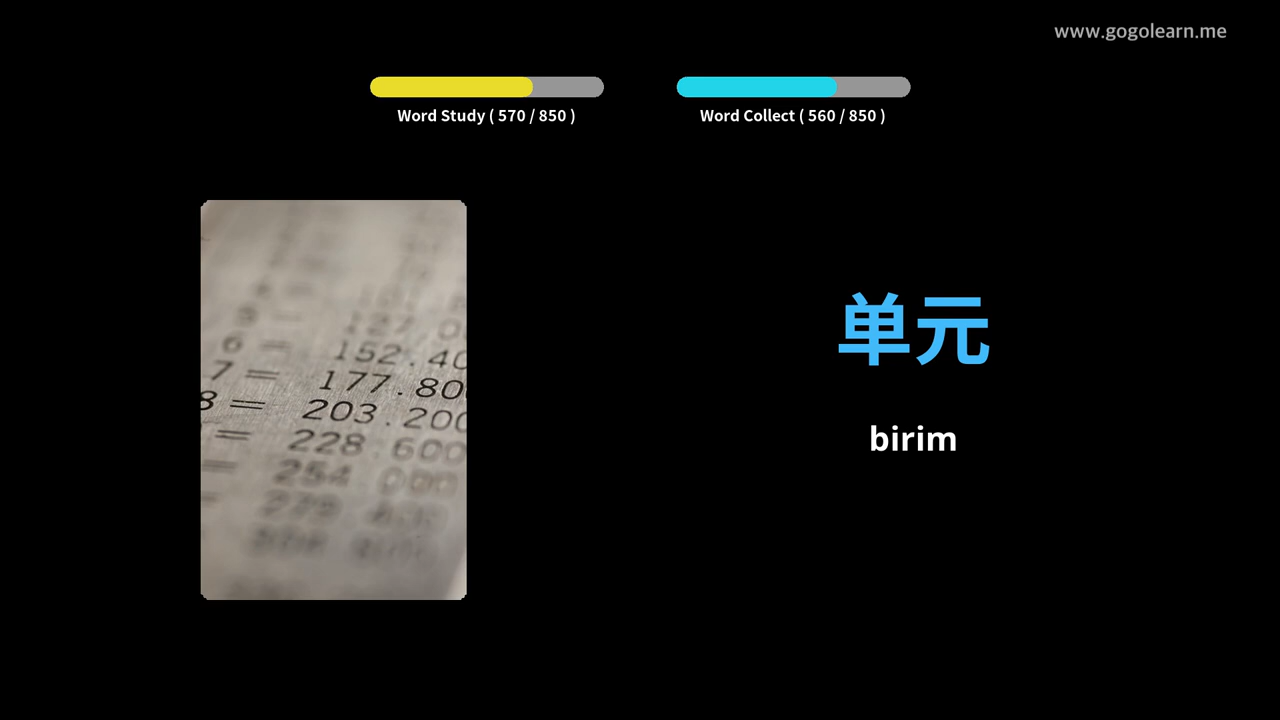 www.gogolearn.me
Word Study ( 570 / 850 )
Word Collect ( 560 / 850 )
6 = 152.40
7 = 177.80
8 = 203.200
= 228.600
254
单元
birim